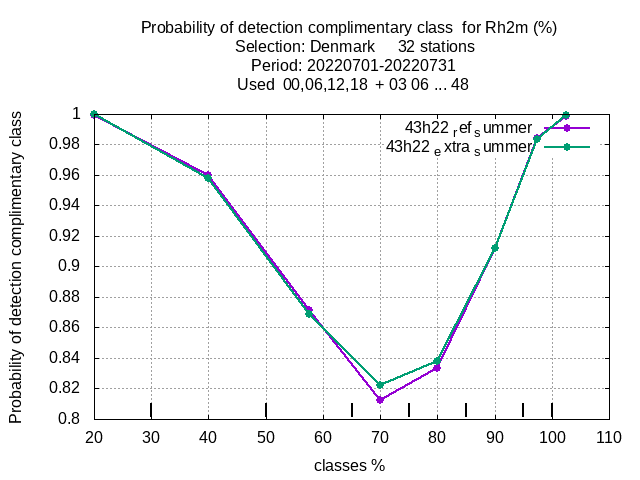 Probability of detection complimentary class  for Rh2m (%)
Selection: Denmark     32 stations
Period: 20220701-20220731
Used  00,06,12,18  + 03 06 ... 48
Probability of detection complimentary class
1
0.98
0.96
0.94
0.92
0.9
0.88
0.86
0.84
0.82
0.8
43h22 ref summer
43h22 extra summer
20 30 40 50 60 70 80 90 100 110
classes %